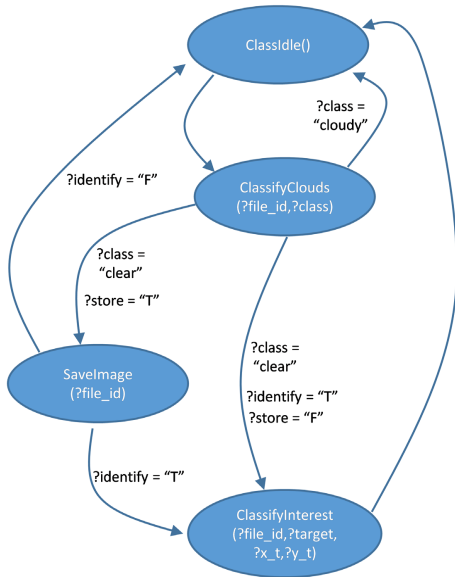 ClassIdle()
?class =
“cloudy”
?identify = “F”
ClassifyClouds
(?file_id,?class)
?class =
“clear”
?store = “T”
?class =
“clear”
?identify = “T”
?store = “F”
SaveImage
(?file_id)
?identify = “T”
ClassifyInterest
(?file_id,?target,
?x_t,?y_t)